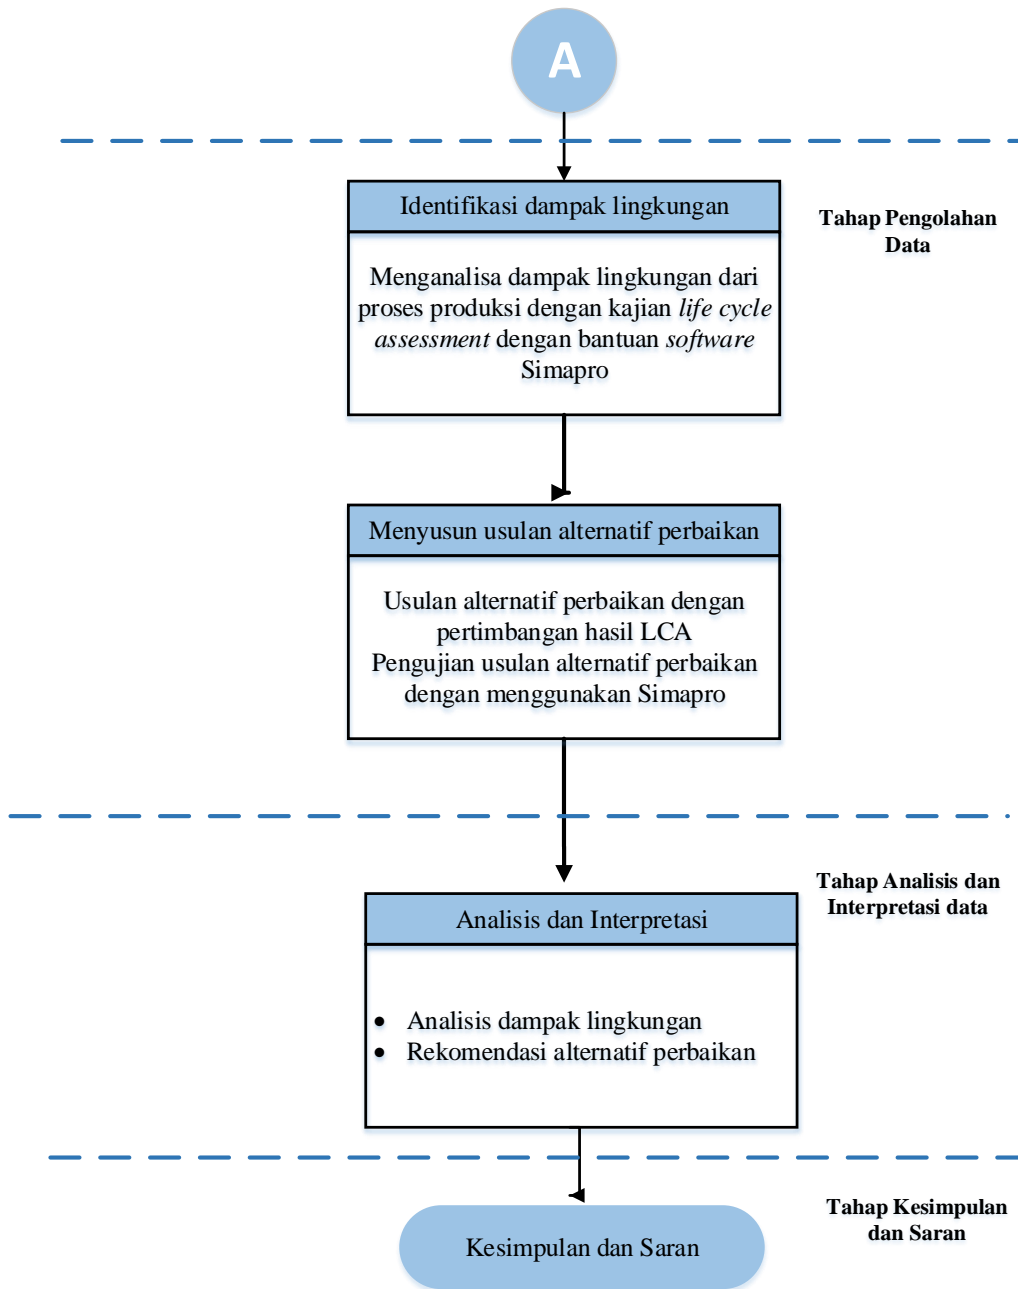 A
Identifikasi dampak lingkungan
Tahap Pengolahan
Data
Menganalisa dampak lingkungan dari
proses produksi dengan kajian life cycle
assessment dengan bantuan software
Simapro
Menyusun usulan alternatif perbaikan
Usulan alternatif perbaikan dengan
pertimbangan hasil LCA
Pengujian usulan alternatif perbaikan
dengan menggunakan Simapro
Tahap Analisis dan
Interpretasi data
Analisis dan Interpretasi
• Analisis dampak lingkungan
• Rekomendasi alternatif perbaikan
Tahap Kesimpulan
dan Saran
Kesimpulan dan Saran